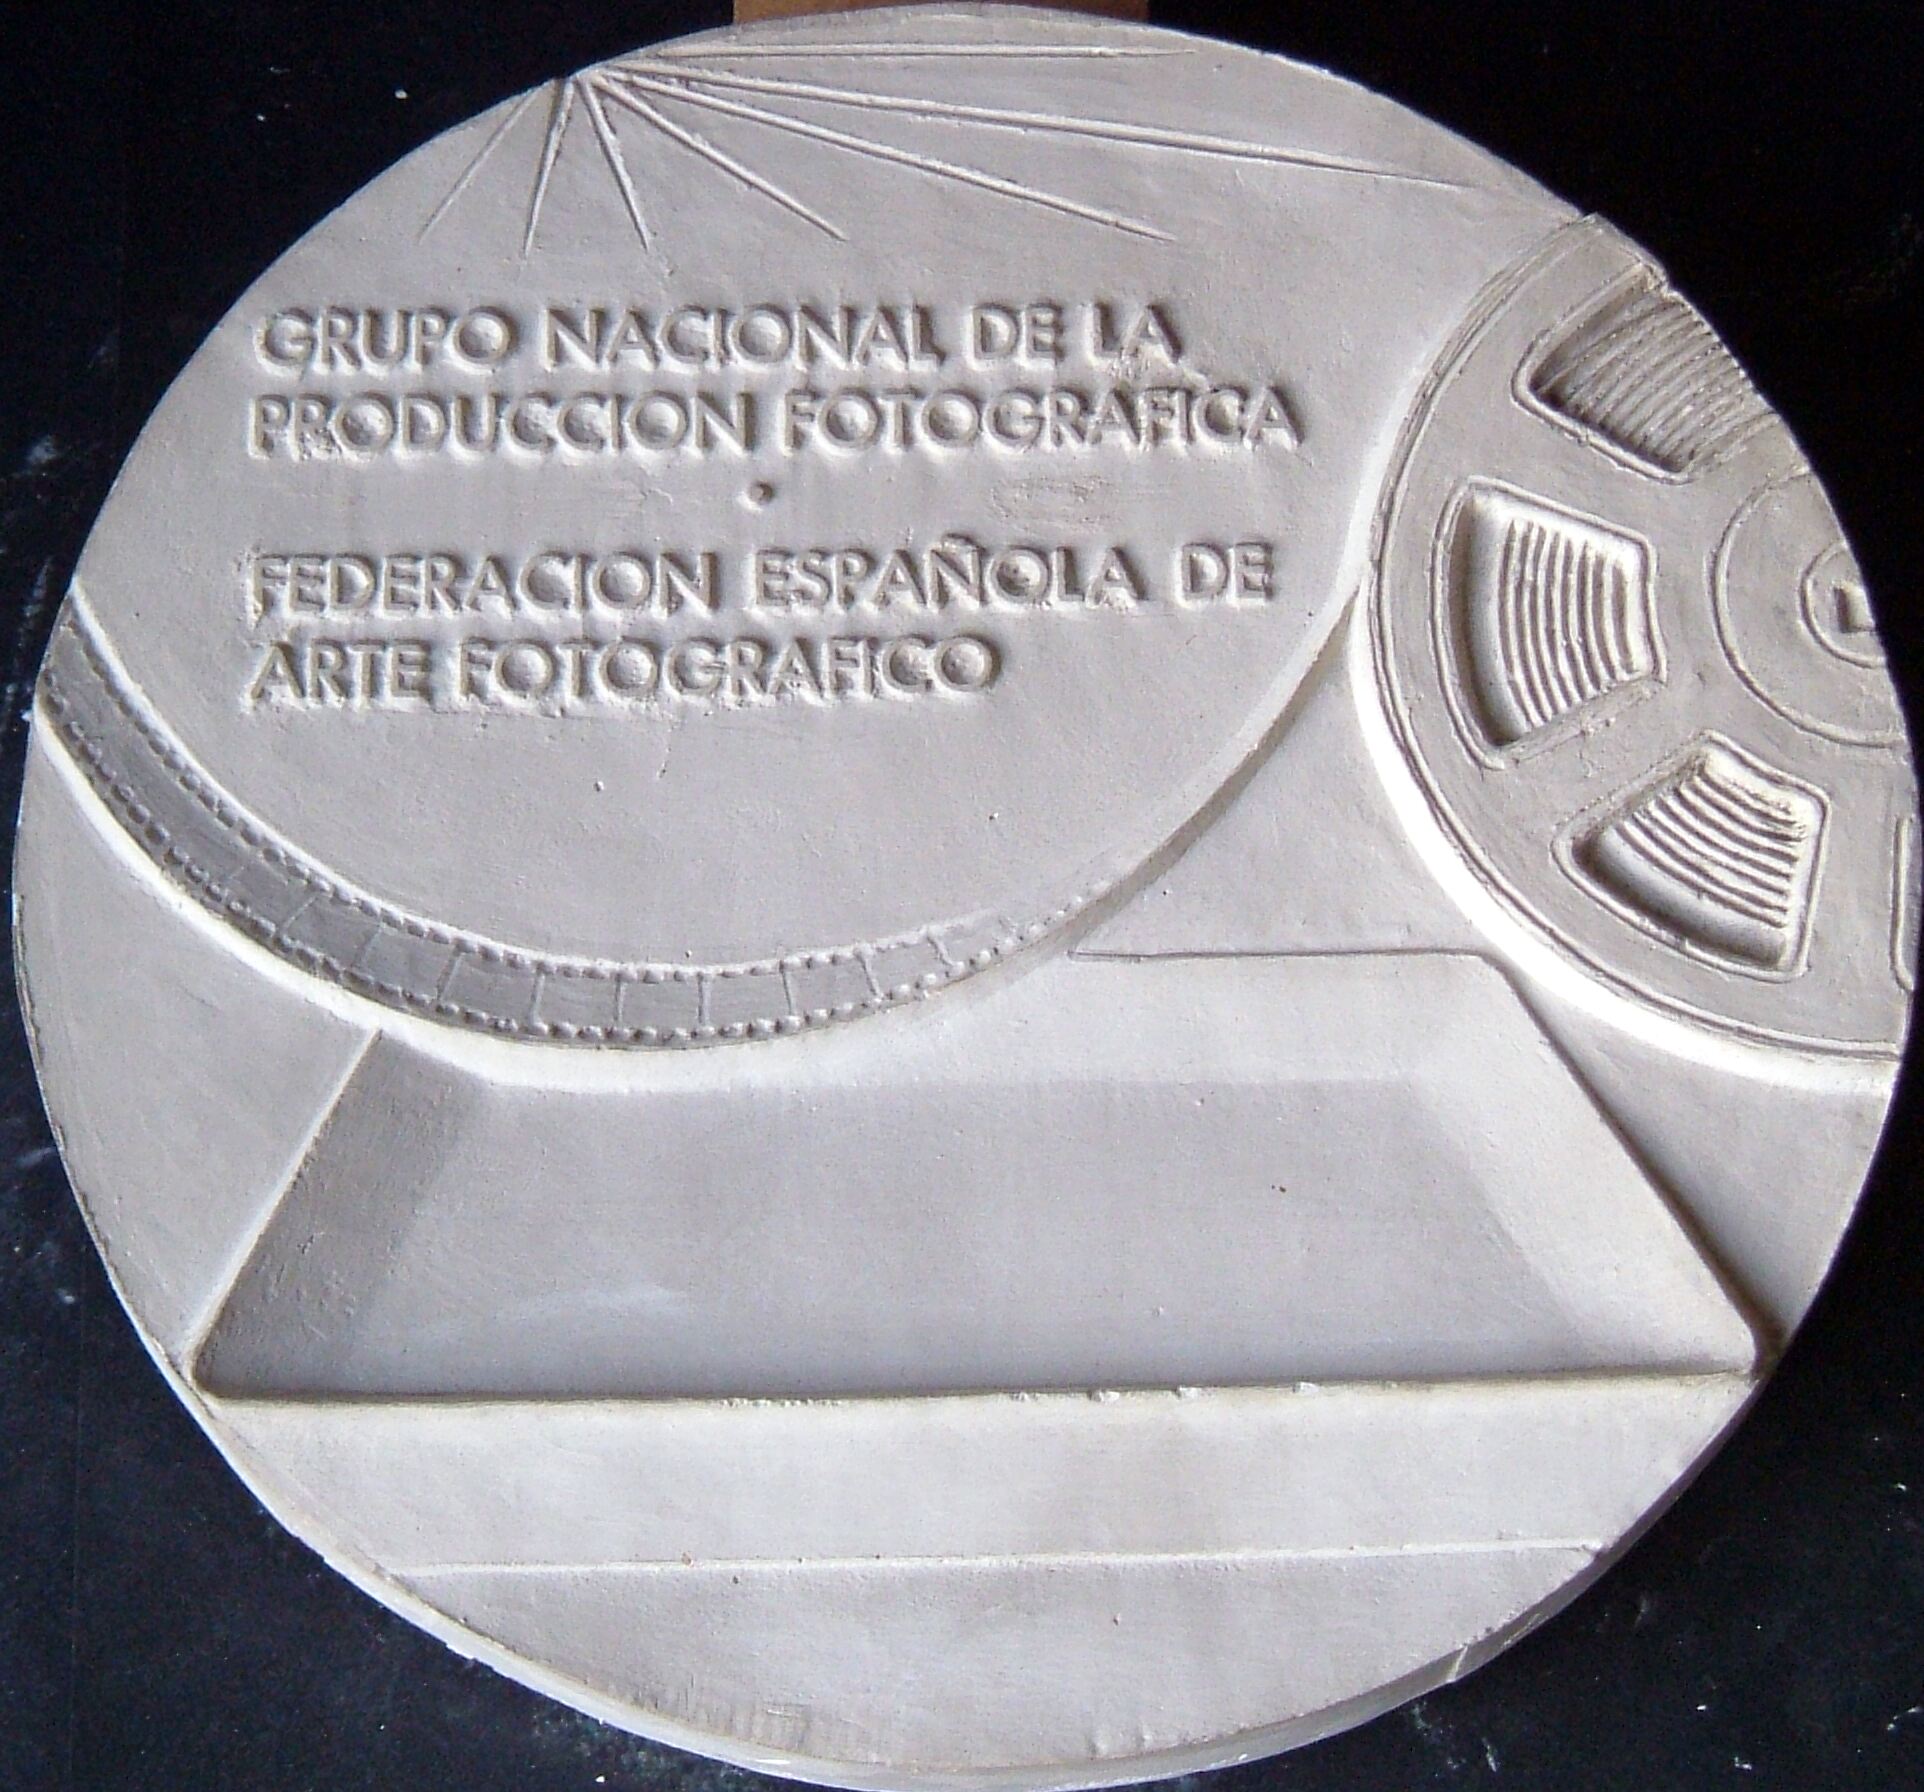 GRUPO NACIONAL DE LA
PRODUCCION FOTOGRAFICA
•
FEDERACION ESPAÑOLA DE
ARTE FOTOGRAFICO